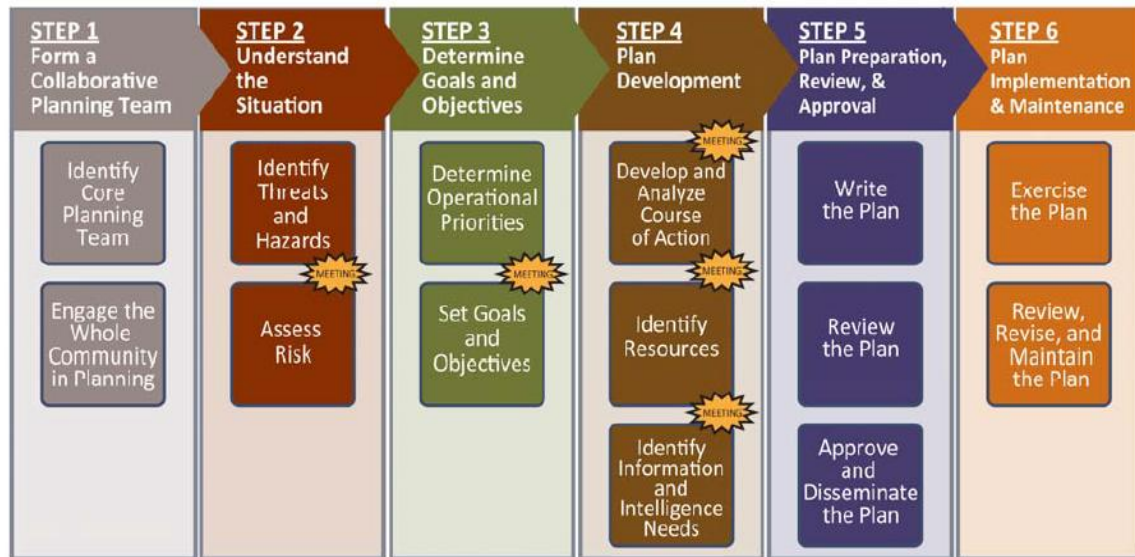 STEP 1
Form a
Collaborative
Planning Team
Identify
Core
Planning
Team
Engage the
Whole
Community
in Planning
STEP 2
Understand
the
Situation
Identify
Threats
and
Hazards
MEETING
Assess
Risk
STEP 3
Determine
Goals and
Objectives
Determine
Operational
Priorities
MEETING
Set Goals
and
Objectives
STEP 4
Plan
Development
MEETING
Develop and
Analyze
Course
of Action
MEETING
Identify
Resources
MEETING
Identify
Information
and
Intelligence
Needs
STEP 5
Plan Preparation,
Review, &
Approval
Write
the Plan
Review
the Plan
Approve
and
Disseminate
the Plan
STEP 6
Plan
Implementation
& Maintenance
Exercise
the Plan
Review,
Revise, and
Maintain
the Plan